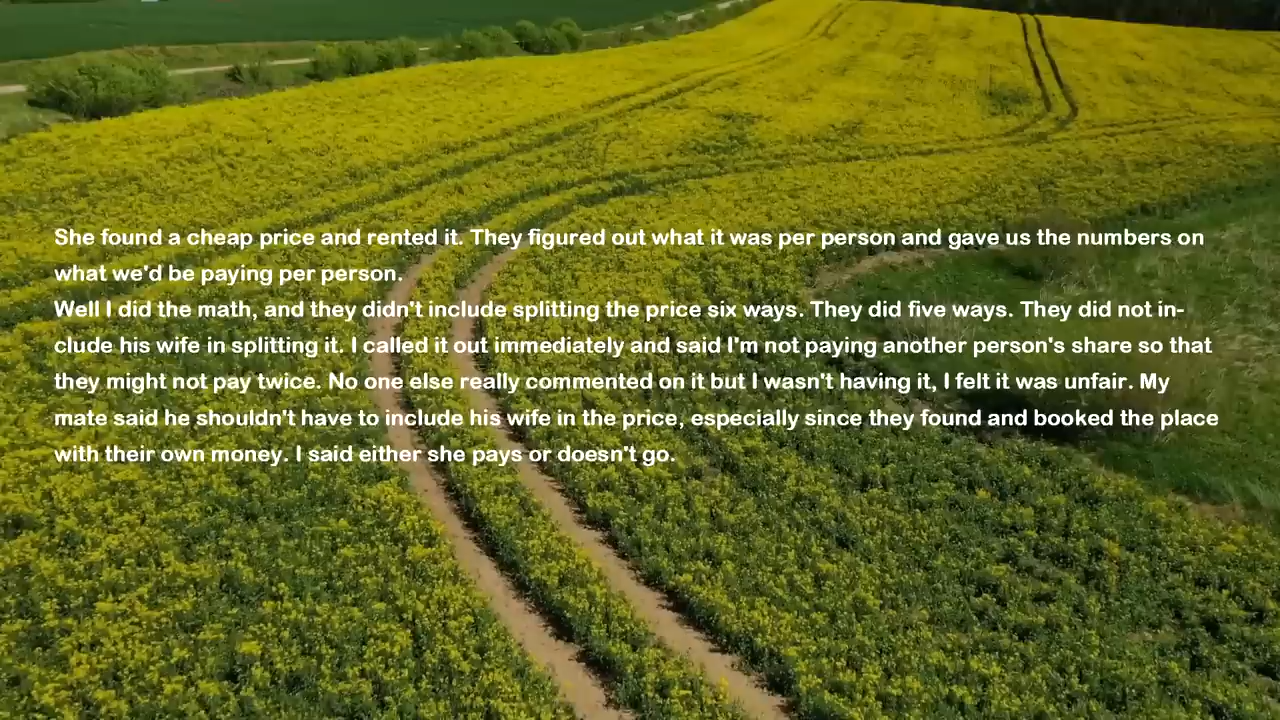 She found a cheap price and rented it. They figured out what it was per person and gave us the numbers on
what we'd be paying per person.
Well I did the math, and they didn't include splitting the price six ways. They did five ways. They did not in-
clude his wife in splitting it. I called it out immediately and said I'm not paying another person's share so that
they might not pay twice. No one else really commented on it but I wasn't having it, I felt it was unfair. My
mate said he shouldn't have to include his wife in the price, especially since they found and booked the place
with their own money. I said either she pays or doesn't go.